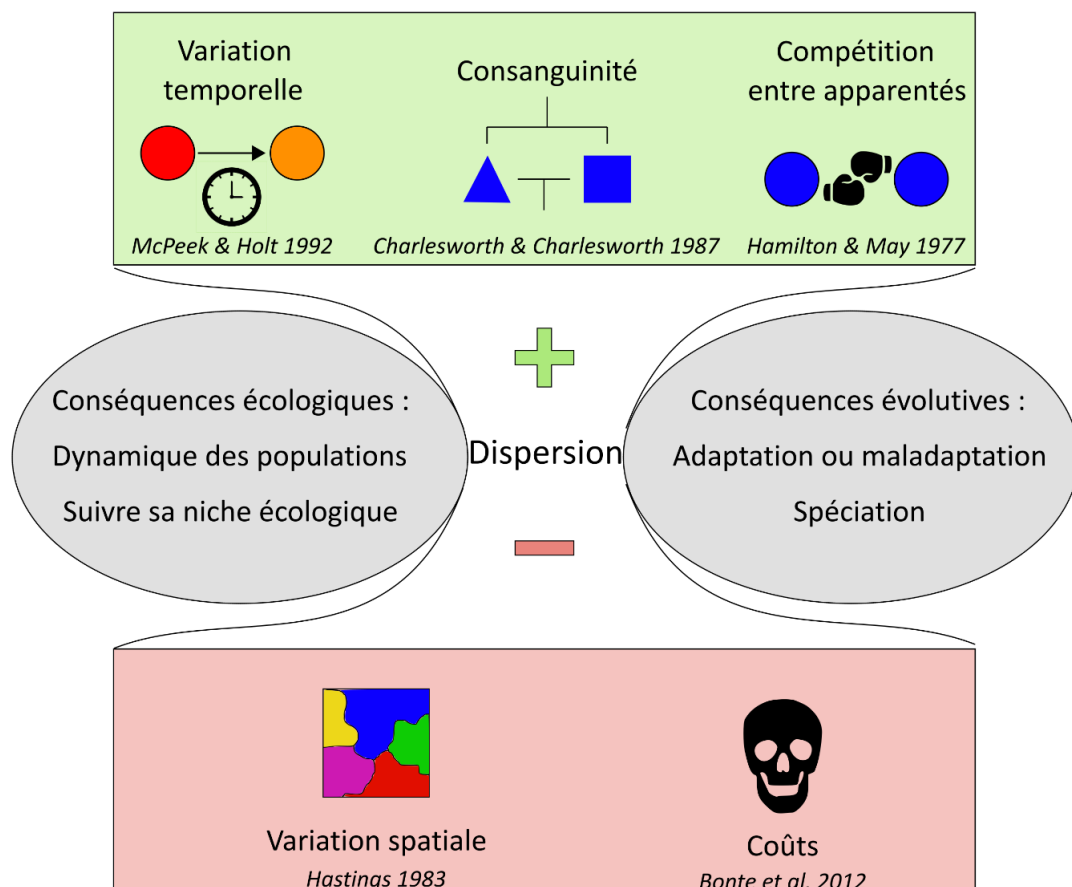 Variation
temporelle
Consanguinité
Compétition
entre apparentés
McPeek & Holt 1992
Charlesworth & Charlesworth 1987
Hamilton & May 1977
Conséquences écologiques :
Dynamique des populations
Suivre sa niche écologique
Dispersion
Conséquences évolutives :
Adaptation ou maladaptation
Spéciation
Variation spatiale
Hastings 1983
Coûts
Bonte et al. 2012